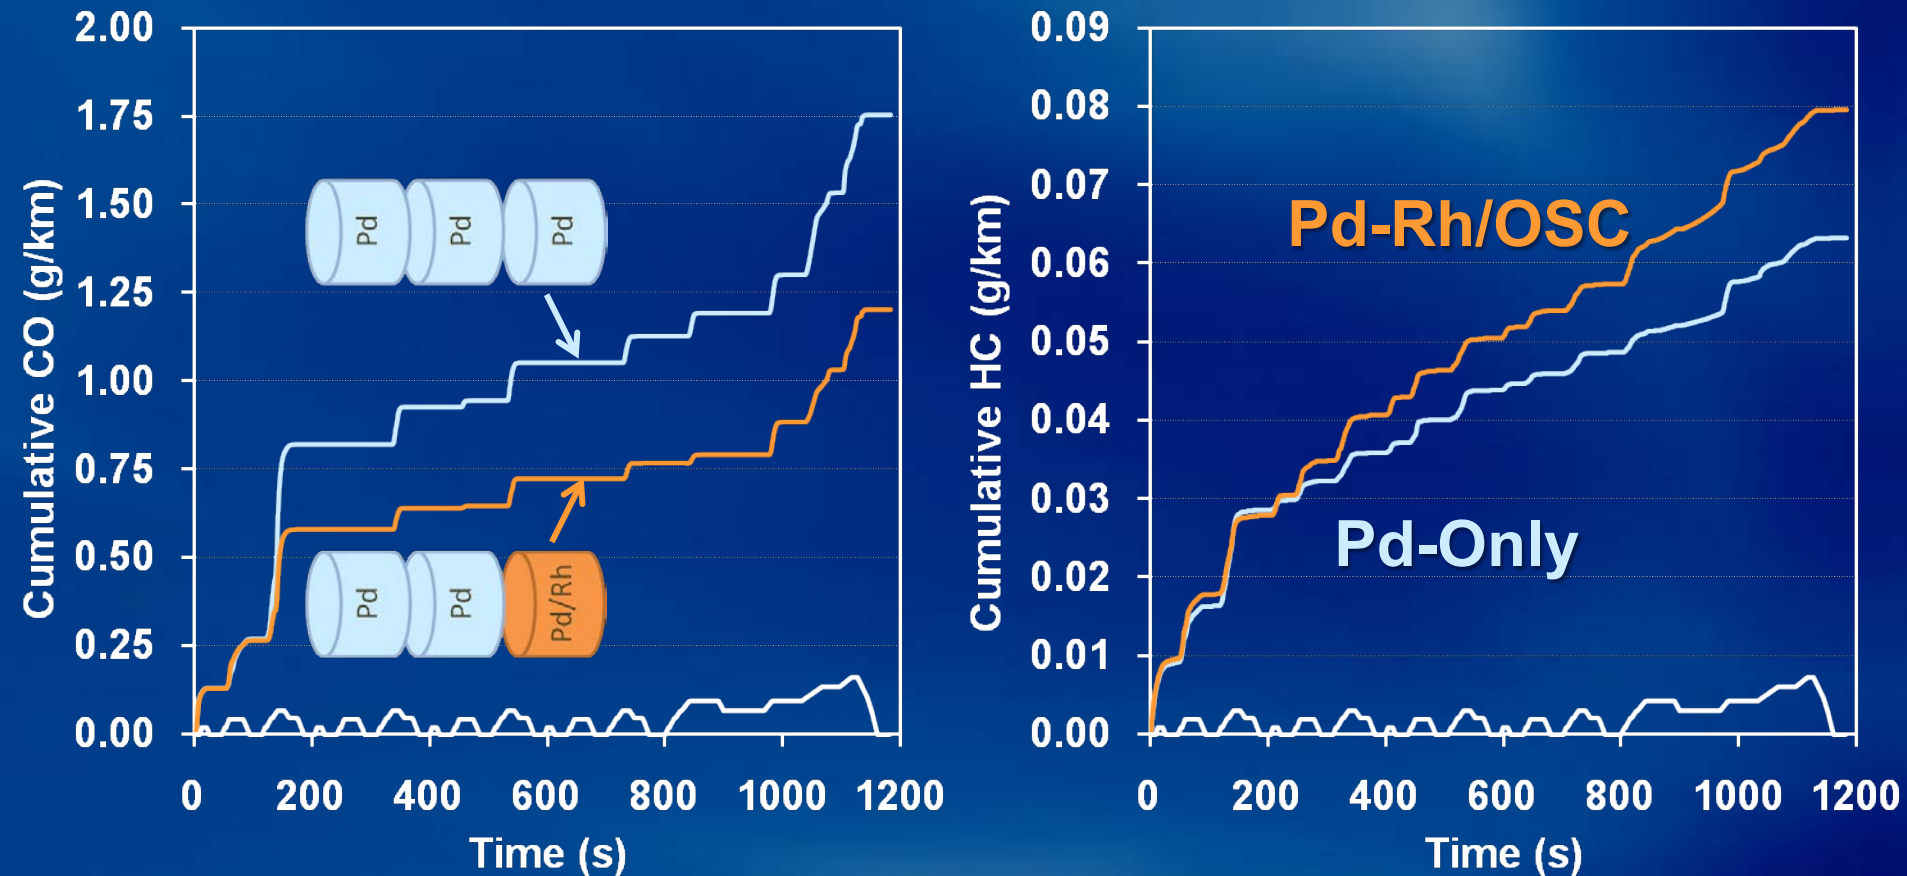 2.00
1.75
1.50
1.25
1.00
0.75
0.50
0.25
0.00
Cumulative CO (g/km)
Pd Pd Pd
Pd Pd Pd/Rh
0 200 400 600 800 1000 1200
Time (s)
0.09
0.08
0.07
0.06
0.05
0.04
0.03
0.02
0.01
0.00
Cumulative HC (g/km)
Pd-Rh/OSC
Pd-Only
0 200 400 600 800 1000 1200
Time (s)